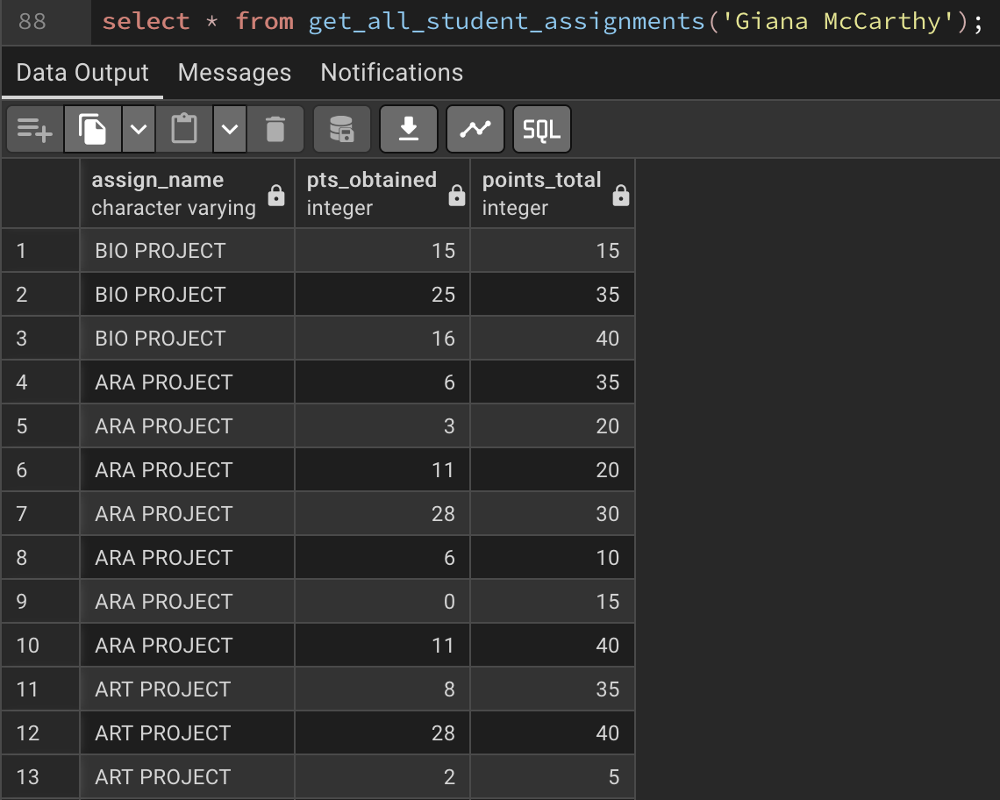 88 select * from get_all_student_assignments('Giana McCarthy');
Data Output Messages Notifications
SQL
assign_name pts_obtained points_total
character varying integer integer
1 BIO PROJECT 15 15
2 BIO PROJECT 25 35
3 BIO PROJECT 16 40
4 ARA PROJECT 6 35
5 ARA PROJECT 3 20
6 ARA PROJECT 11 20
7 ARA PROJECT 28 30
8 ARA PROJECT 6 10
9 ARA PROJECT 0 15
10 ARA PROJECT 11 40
11 ART PROJECT 8 35
12 ART PROJECT 28 40
13 ART PROJECT 2 5